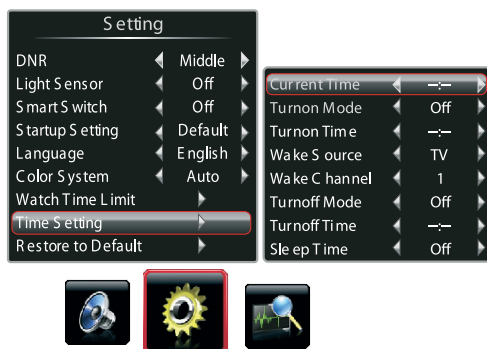 Setting
DNR Middle
Light Sensor Off
Smart Switch Off
Startup Setting Default
Language English
Color System Auto
Watch Time Limit
Time Setting
Restore to Default
Current Time --:--
Turnon Mode Off
Turnon Time --:--
Wake Source TV
Wake Channel 1
Turnoff Mode Off
Turnoff Time --:--
Sleep Time Off